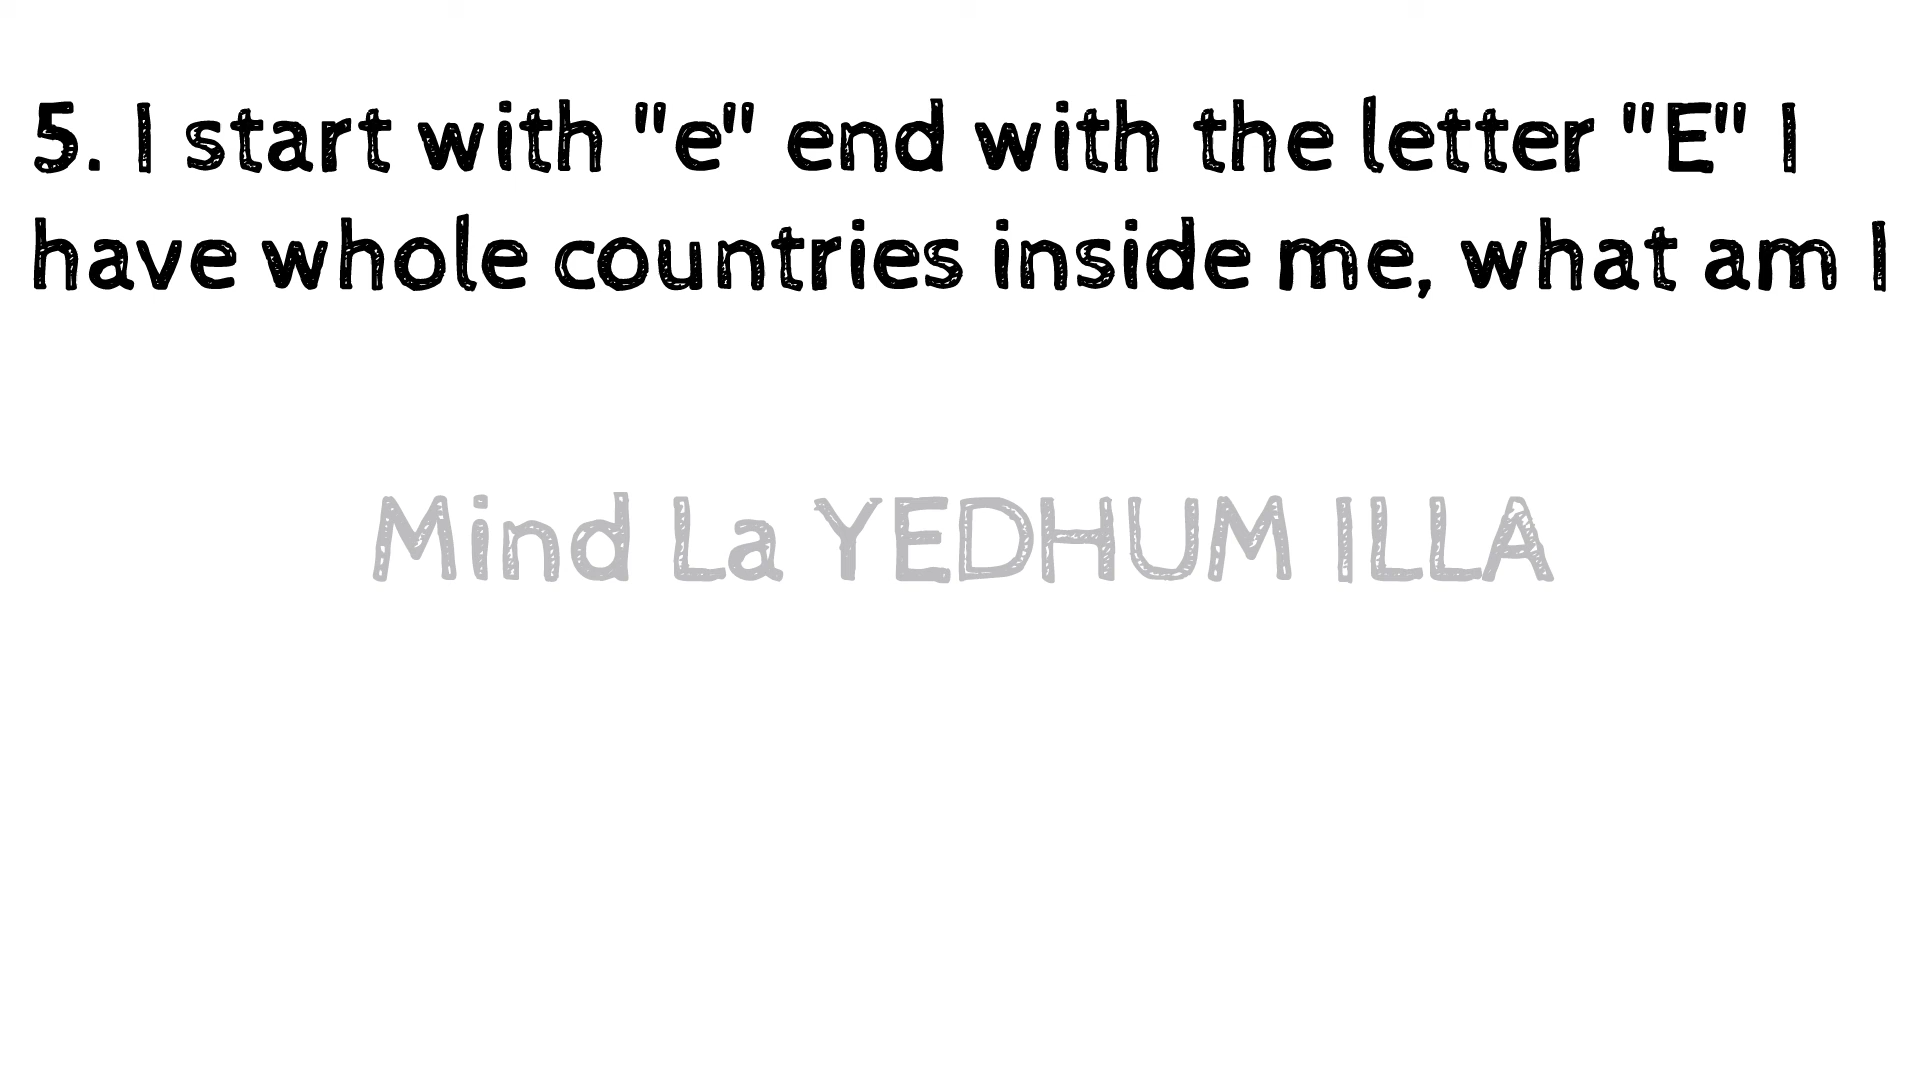 5. I start with "e" end with the letter "E" I
have whole countries inside me, what am I
Mind La YEDHUM ILLA